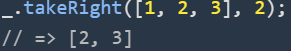 _.takeRight([1, 2, 3], 2);
// => [2, 3]